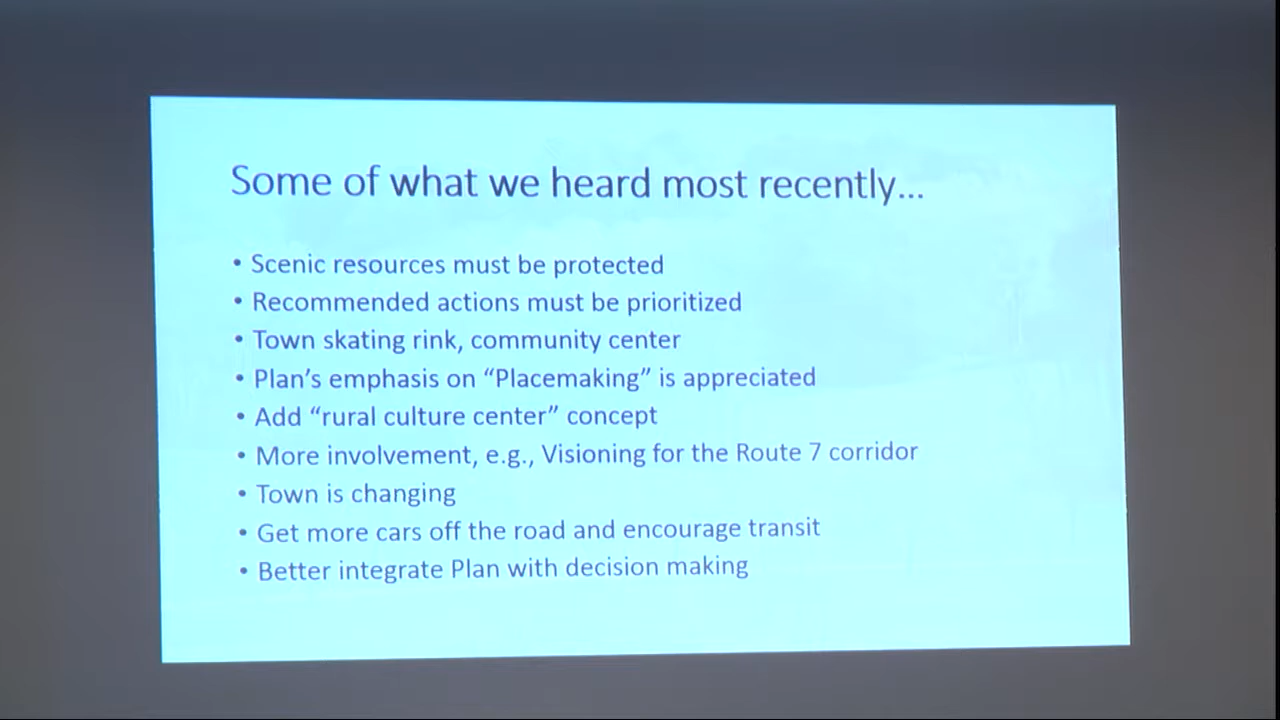 Some of what we heard most recently...
• Scenic resources must be protected
• Recommended actions must be prioritized
• Town skating rink, community center
• Plan’s emphasis on “Placemaking” is appreciated
• Add “rural culture center” concept
• More involvement, e.g., Visioning for the Route 7 corridor
• Town is changing
• Get more cars off the road and encourage transit
• Better integrate Plan with decision making